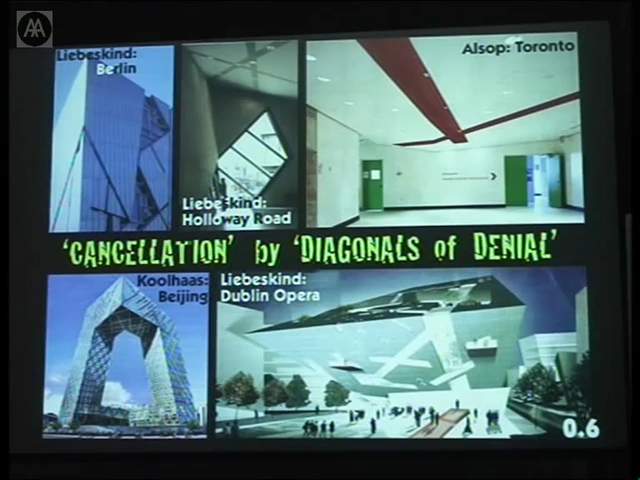 AA
Liebeskind:
Berlin
Liebeskind:
Holloway Road
Alsop: Toronto
'CANCELLATION' by 'DIAGONALS of DENIAL'
Koolhaas:
Beijing
Liebeskind:
Dublin Opera
0.6